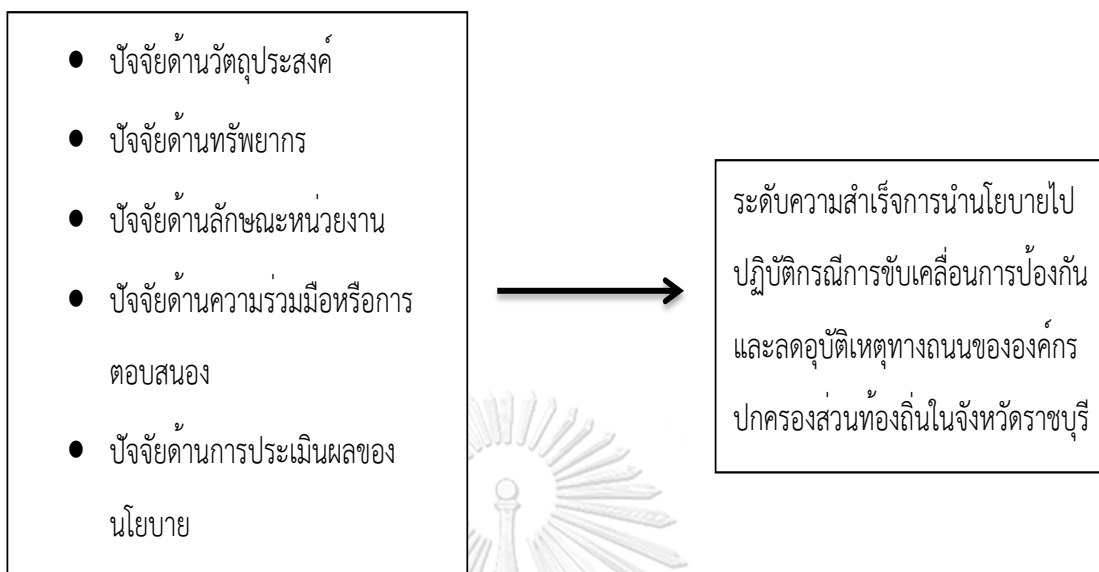 ● ปัจจัยด้านวัตถุประสงค์
● ปัจจัยด้านทรัพยากร
● ปัจจัยด้านลักษณะหน่วยงาน
● ปัจจัยด้านความร่วมมือหรือการ
ตอบสนอง
● ปัจจัยด้านการประเมินผลของ
นโยบาย
ระดับความสำเร็จการนำนโยบายไป
ปฏิบัติกรณีการขับเคลื่อนการป้องกัน
และลดอุบัติเหตุทางถนนขององค์กร
ปกครองส่วนท้องถิ่นในจังหวัดราชบุรี